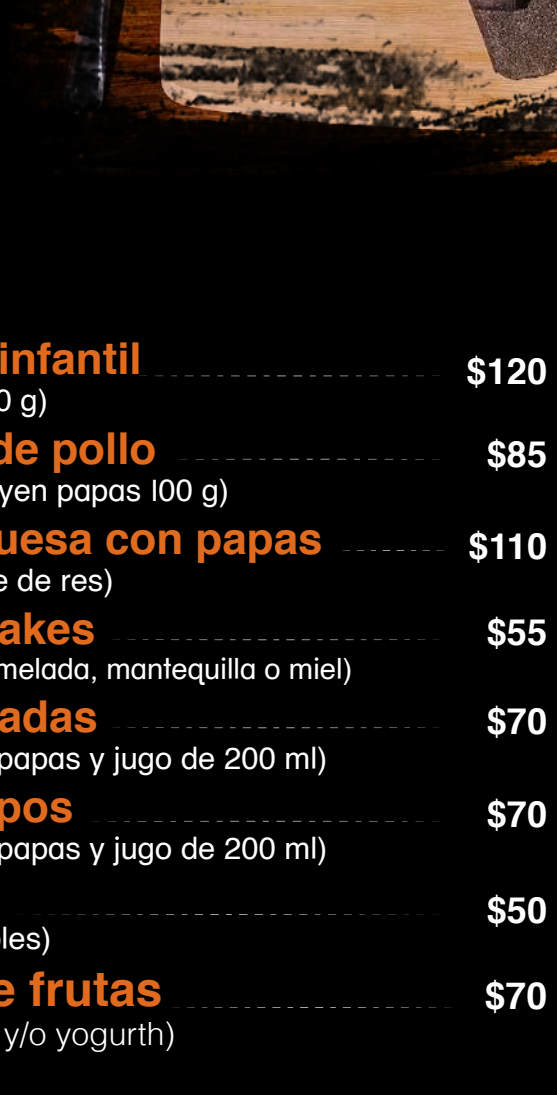 infantil $120
0 g)
de pollo $85
yen papas 100 g)
uesa con papas $110
e de res)
akes $55
melada, mantequilla o miel)
adas $70
papas y jugo de 200 ml)
pos $70
papas y jugo de 200 ml)
$50
les)
e frutas $70
y/o yogurth)